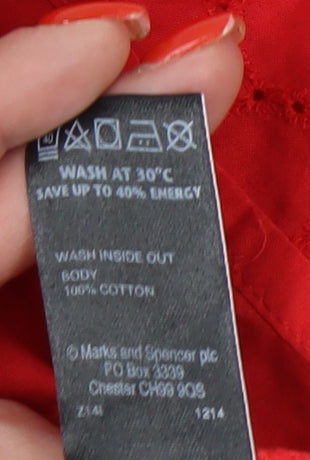 WASH AT 30°C
SAVE UP TO 40% ENERGY
WASH INSIDE OUT
BODY
100% COTTON
© Marks and Spencer plc
PO Box 3339
Chester CH99 9QS
Z14I 1214